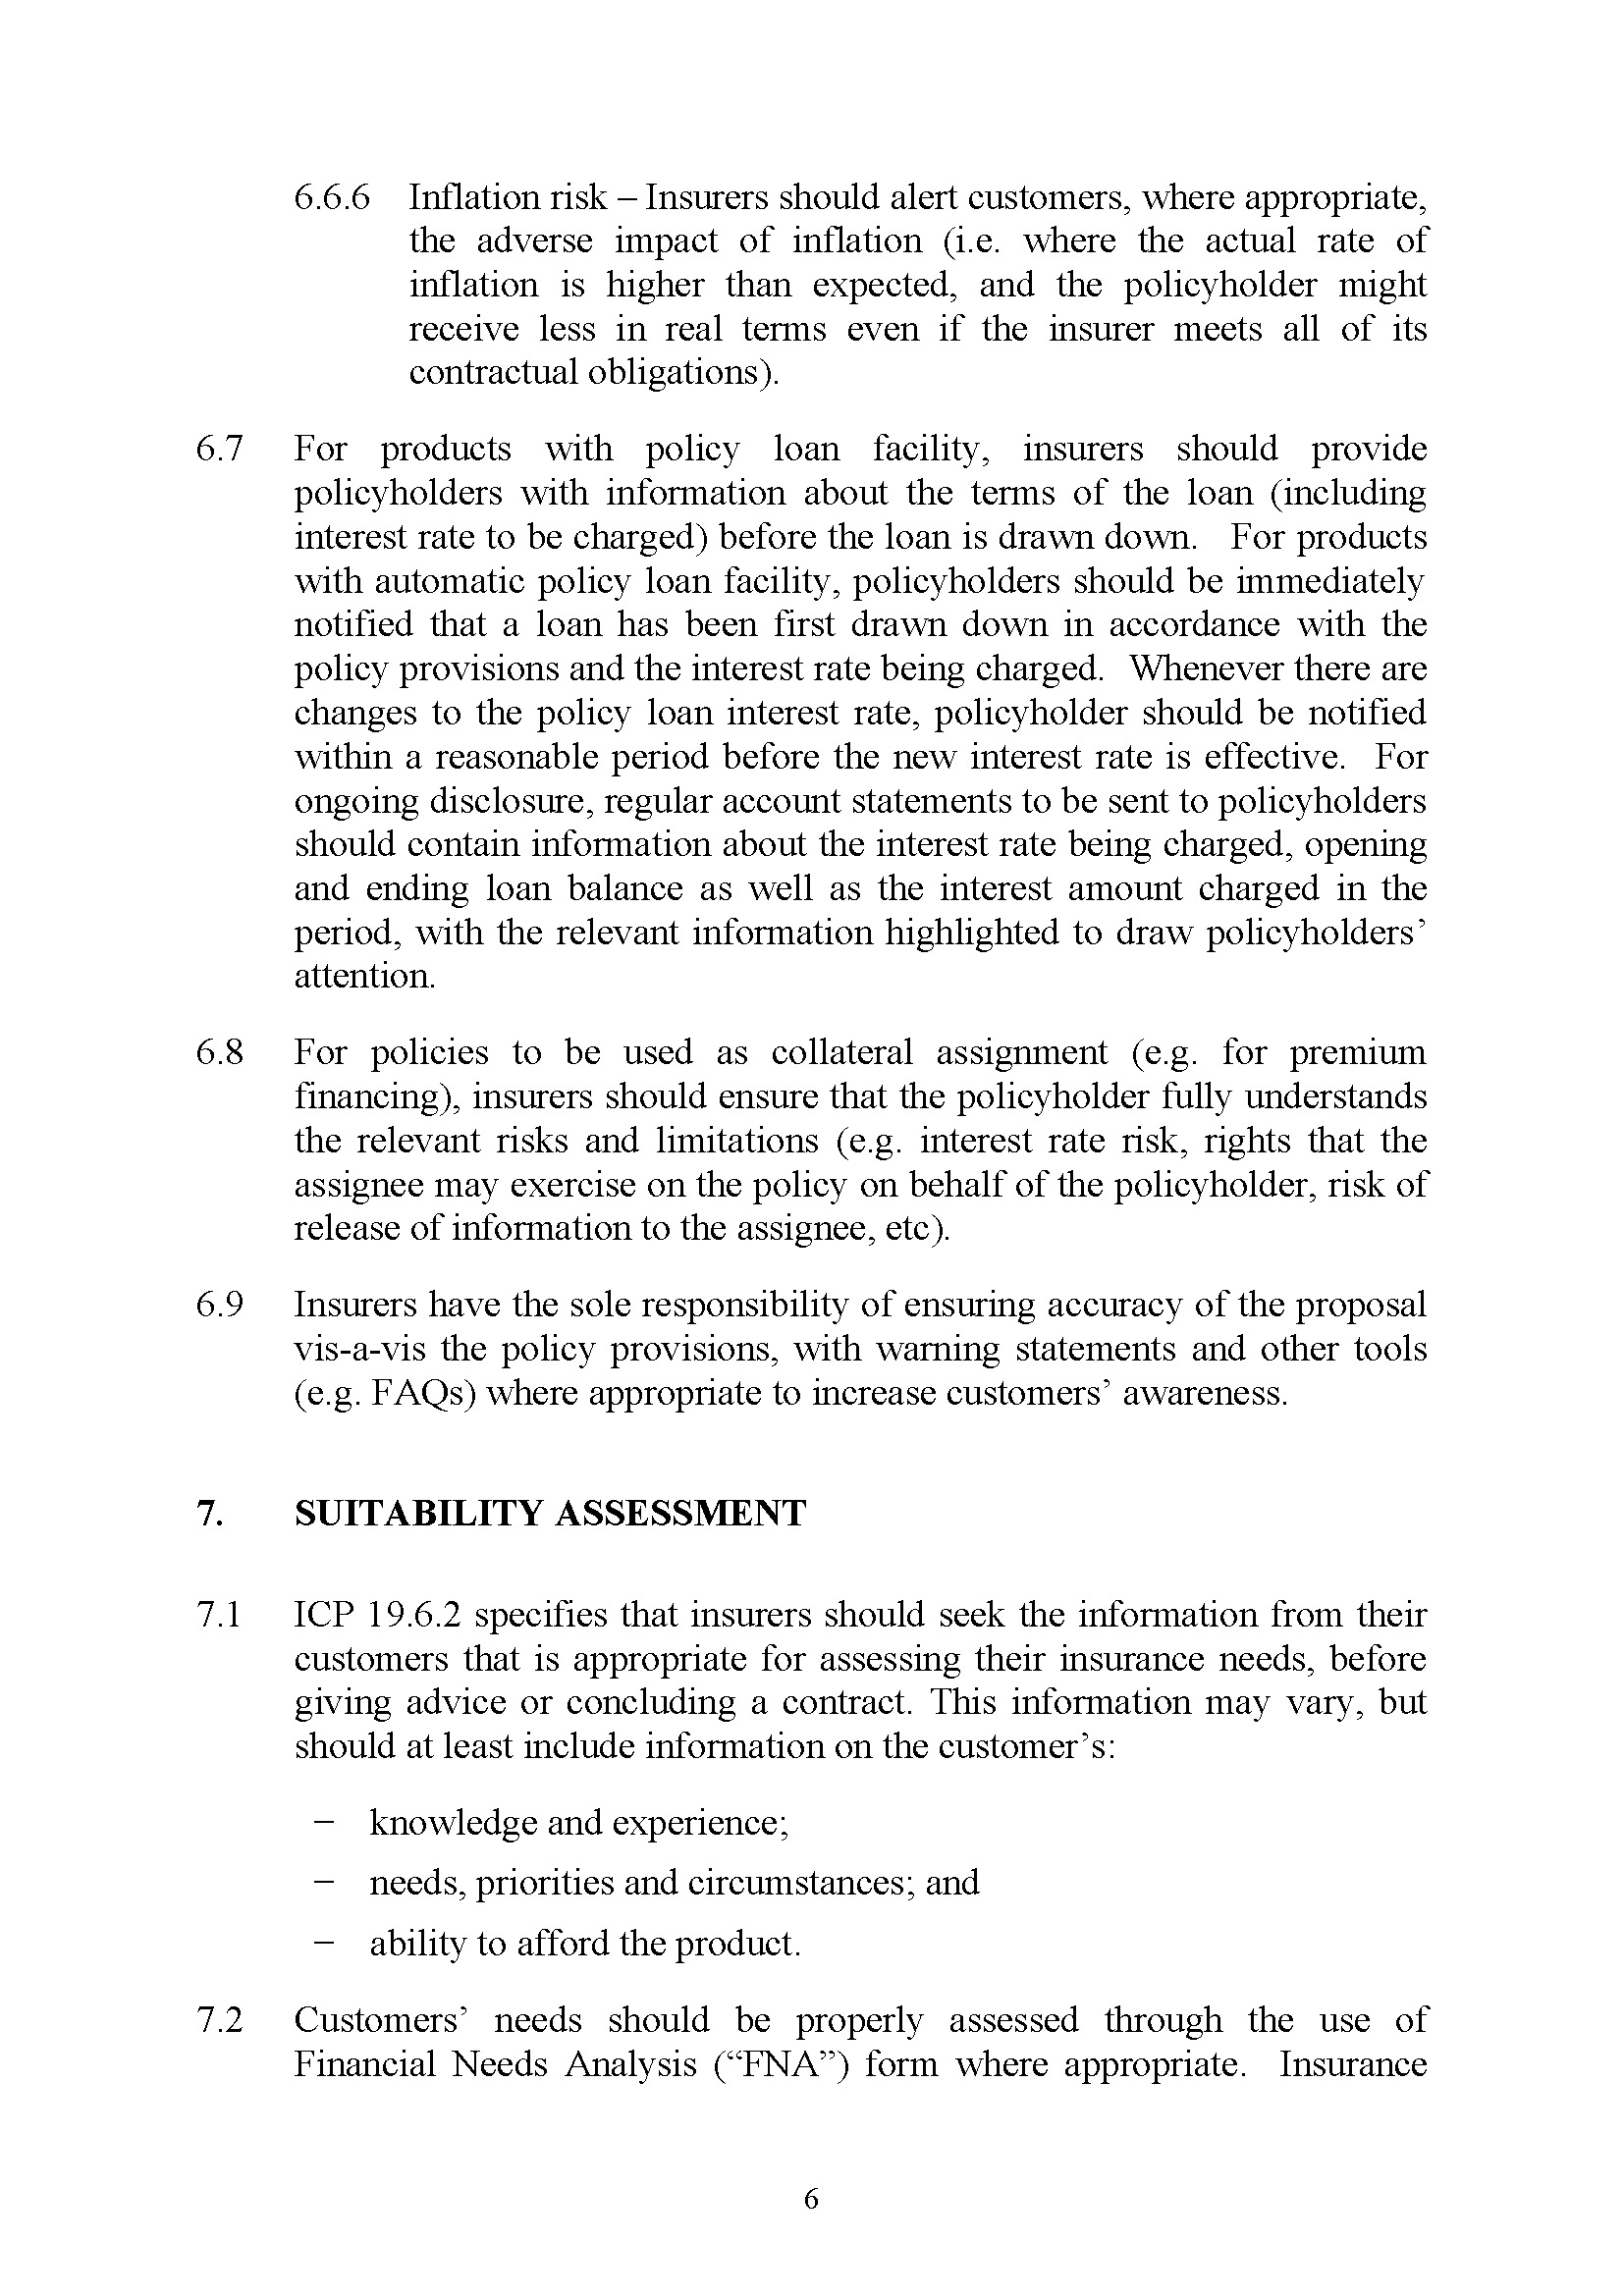 6.6.6 Inflation risk – Insurers should alert customers, where appropriate,
the adverse impact of inflation (i.e. where the actual rate of
inflation is higher than expected, and the policyholder might
receive less in real terms even if the insurer meets all of its
contractual obligations).
6.7 For products with policy loan facility, insurers should provide
policyholders with information about the terms of the loan (including
interest rate to be charged) before the loan is drawn down. For products
with automatic policy loan facility, policyholders should be immediately
notified that a loan has been first drawn down in accordance with the
policy provisions and the interest rate being charged. Whenever there are
changes to the policy loan interest rate, policyholder should be notified
within a reasonable period before the new interest rate is effective. For
ongoing disclosure, regular account statements to be sent to policyholders
should contain information about the interest rate being charged, opening
and ending loan balance as well as the interest amount charged in the
period, with the relevant information highlighted to draw policyholders’
attention.
6.8 For policies to be used as collateral assignment (e.g. for premium
financing), insurers should ensure that the policyholder fully understands
the relevant risks and limitations (e.g. interest rate risk, rights that the
assignee may exercise on the policy on behalf of the policyholder, risk of
release of information to the assignee, etc).
6.9 Insurers have the sole responsibility of ensuring accuracy of the proposal
vis-a-vis the policy provisions, with warning statements and other tools
(e.g. FAQs) where appropriate to increase customers’ awareness.
7. SUITABILITY ASSESSMENT
7.1 ICP 19.6.2 specifies that insurers should seek the information from their
customers that is appropriate for assessing their insurance needs, before
giving advice or concluding a contract. This information may vary, but
should at least include information on the customer’s:
− knowledge and experience;
− needs, priorities and circumstances; and
− ability to afford the product.
7.2 Customers’ needs should be properly assessed through the use of
Financial Needs Analysis (“FNA”) form where appropriate. Insurance
6